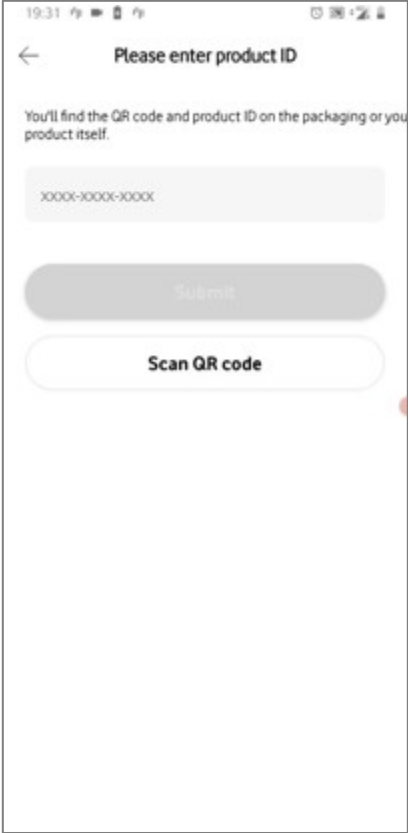 19:31
Please enter product ID
You'll find the QR code and product ID on the packaging or you
product itself.
XXXX-XXXX-XXXX
Submit
Scan QR code